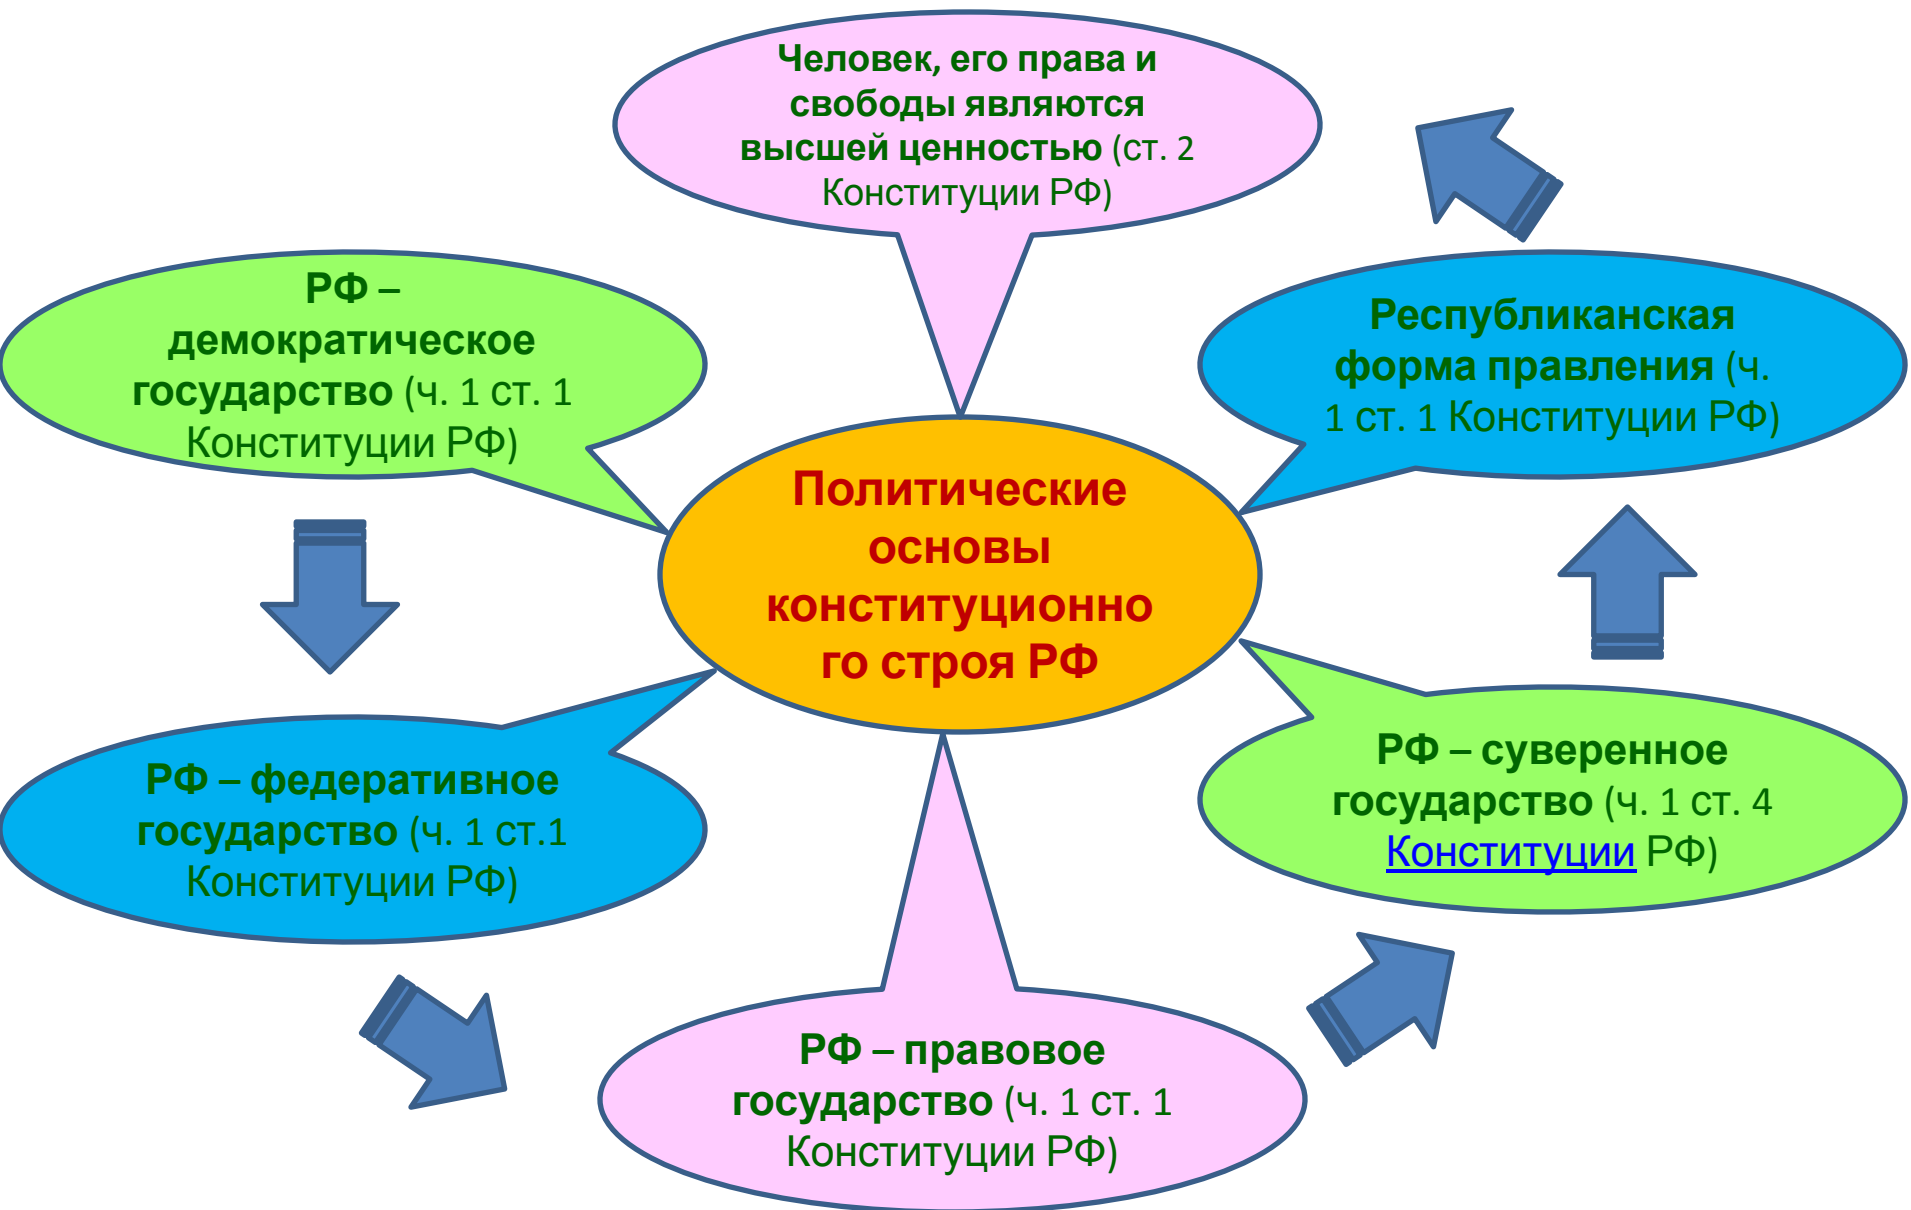 Человек, его права и
свободы являются
высшей ценностью (ст. 2
Конституции РФ)
РФ –
демократическое
государство (ч. 1 ст. 1
Конституции РФ)
Республиканская
форма правления (ч.
1 ст. 1 Конституции РФ)
Политические
основы
конституционно
го строя РФ
РФ – федеративное
государство (ч. 1 ст.1
Конституции РФ)
РФ – суверенное
государство (ч. 1 ст. 4
Конституции РФ)
РФ – правовое
государство (ч. 1 ст. 1
Конституции РФ)